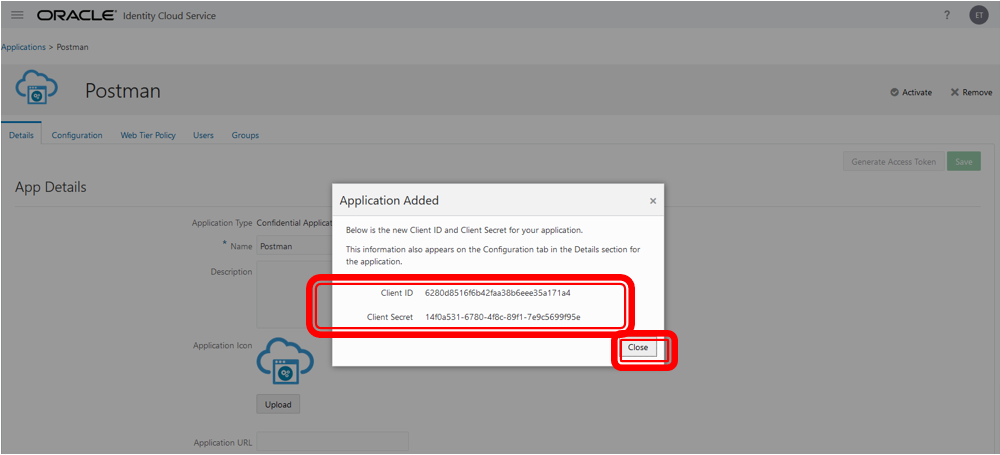 ORACLE® Identity Cloud Service ? ET
Applications > Postman
Postman
Activate Remove
Details Configuration Web Tier Policy Users Groups
Generate Access Token Save
App Details
Application Added ×
Below is the new Client ID and Client Secret for your application.
This information also appears on the Configuration tab in the Details section for
the application.
Client ID 6280d8516f6b42faa38b6eee35a171a4
Client Secret 14f0a531-6780-4f8c-89f1-7e9c5699f95e
Close
Application Type Confidential Applicat
* Name Postman
Description
Application Icon
Upload
Application URL